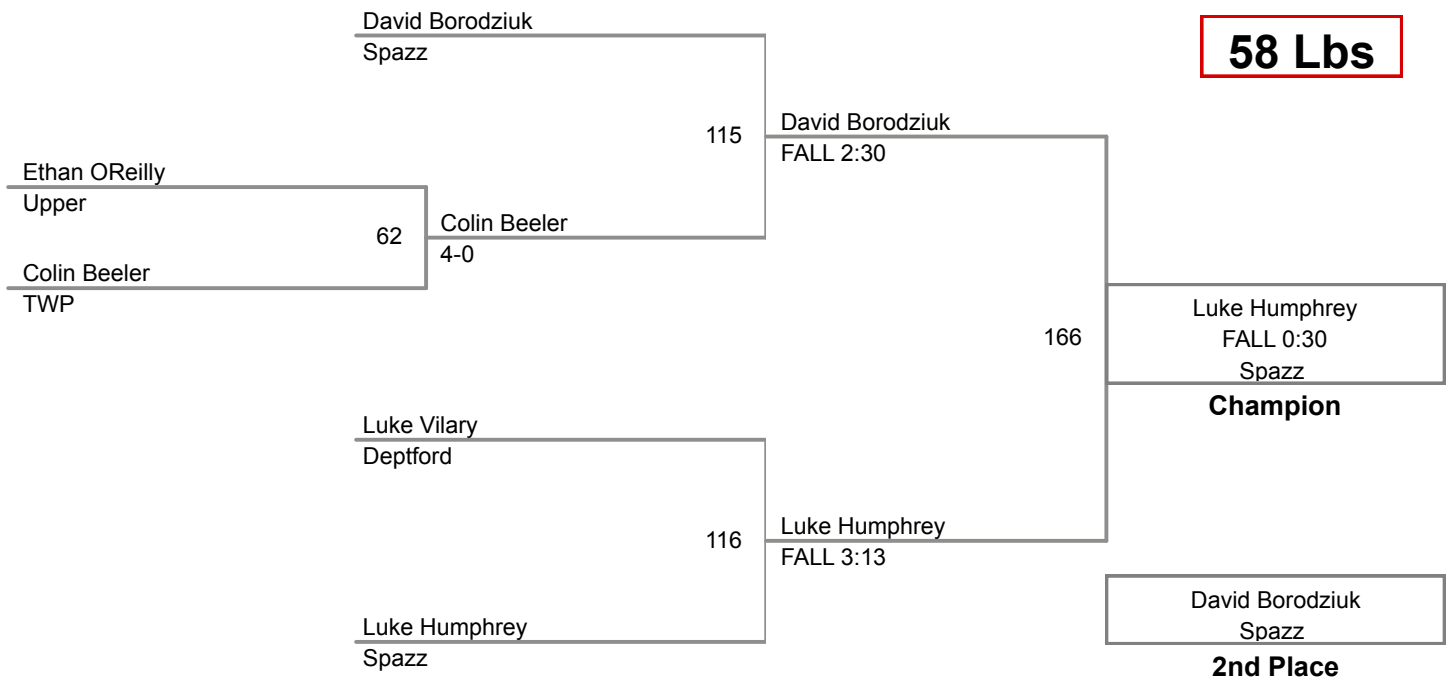 David Borodziuk
Spazz
58 Lbs
115
David Borodziuk
FALL 2:30
Ethan OReilly
Upper
62
Colin Beeler
4-0
Colin Beeler
TWP
166
Luke Humphrey
FALL 0:30
Spazz
Champion
Luke Vilary
Deptford
116
Luke Humphrey
FALL 3:13
Luke Humphrey
Spazz
David Borodziuk
Spazz
2nd Place